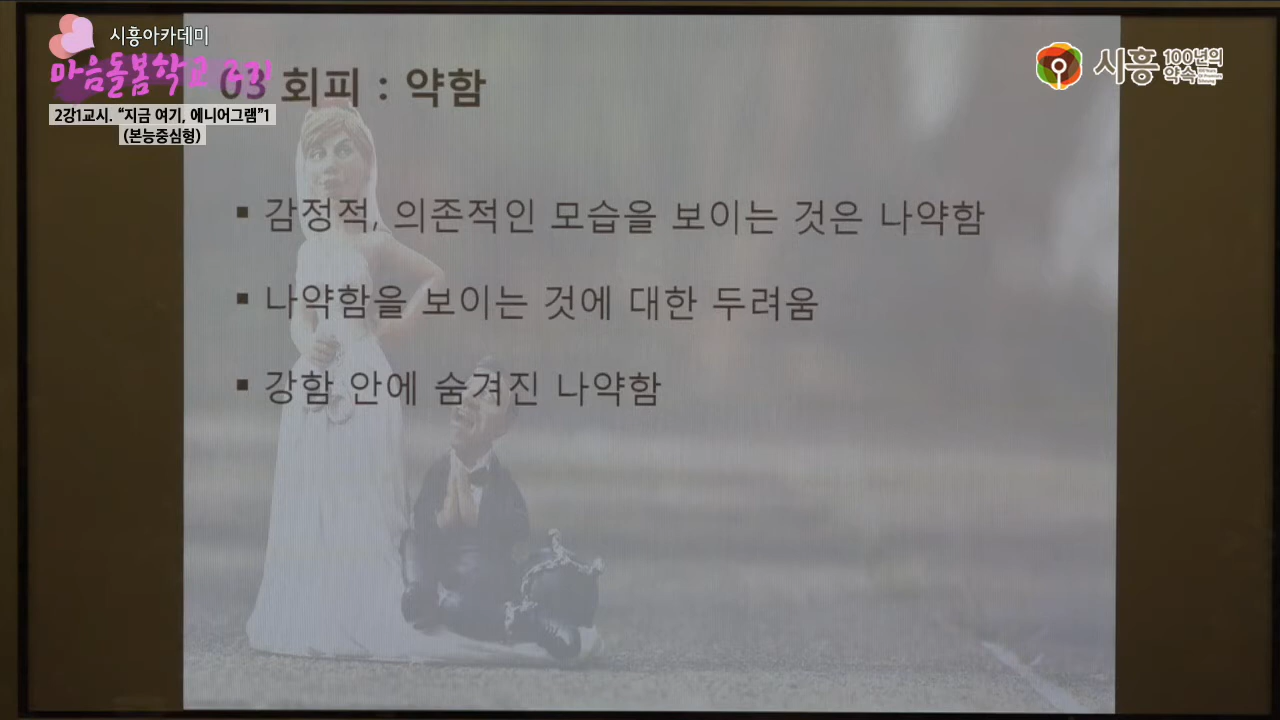 시흥아카데미
마음돌봄학교 2기
2강1교시. “지금 여기, 에니어그램”1
(본능중심형)
시흥 100년의 약속
03 회피 : 약함
▪ 감정적, 의존적인 모습을 보이는 것은 나약함
▪ 나약함을 보이는 것에 대한 두려움
▪ 강함 안에 숨겨진 나약함